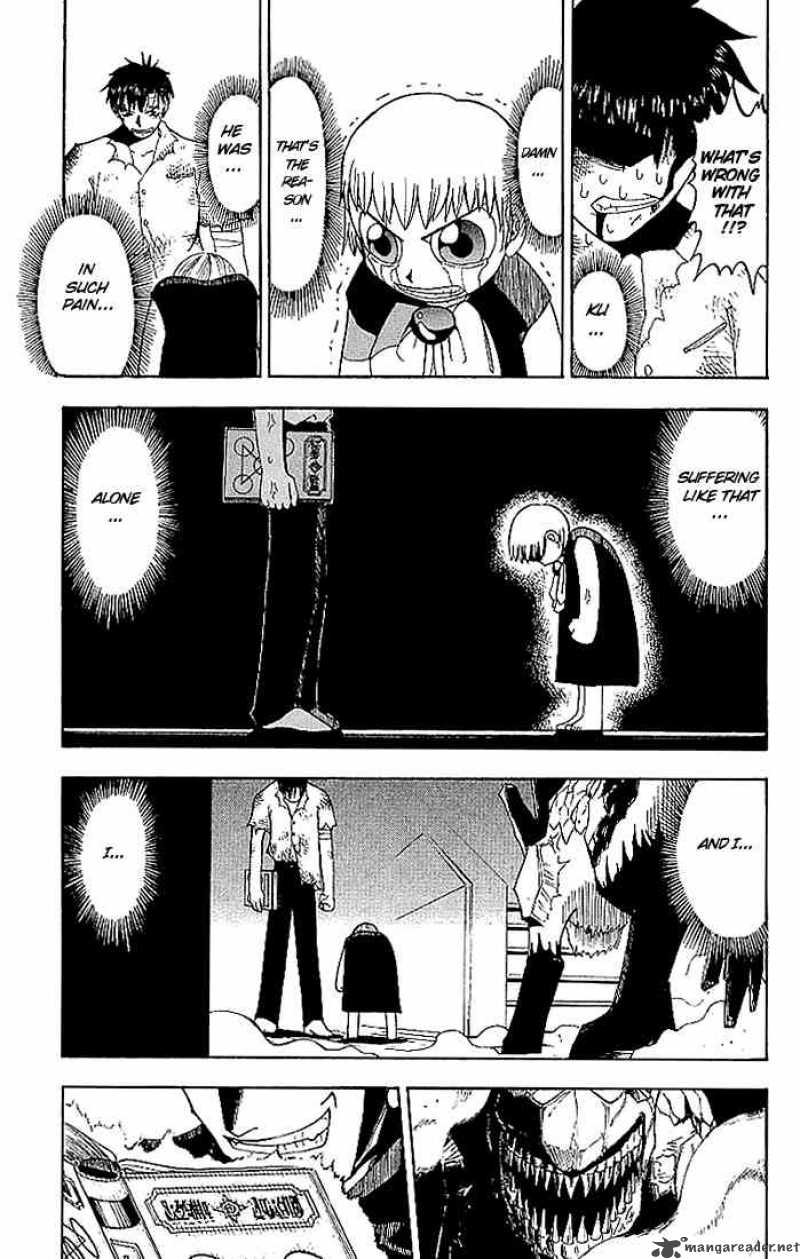 WHAT'S
WRONG
WITH
THAT
!!?
KU
...
DAMN
...
THAT'S
THE
REA-
SON
...
HE
WAS
...
IN
SUCH
PAIN...
SUFFERING
LIKE THAT
...
ALONE
...
AND I...
I...
mangareader.net